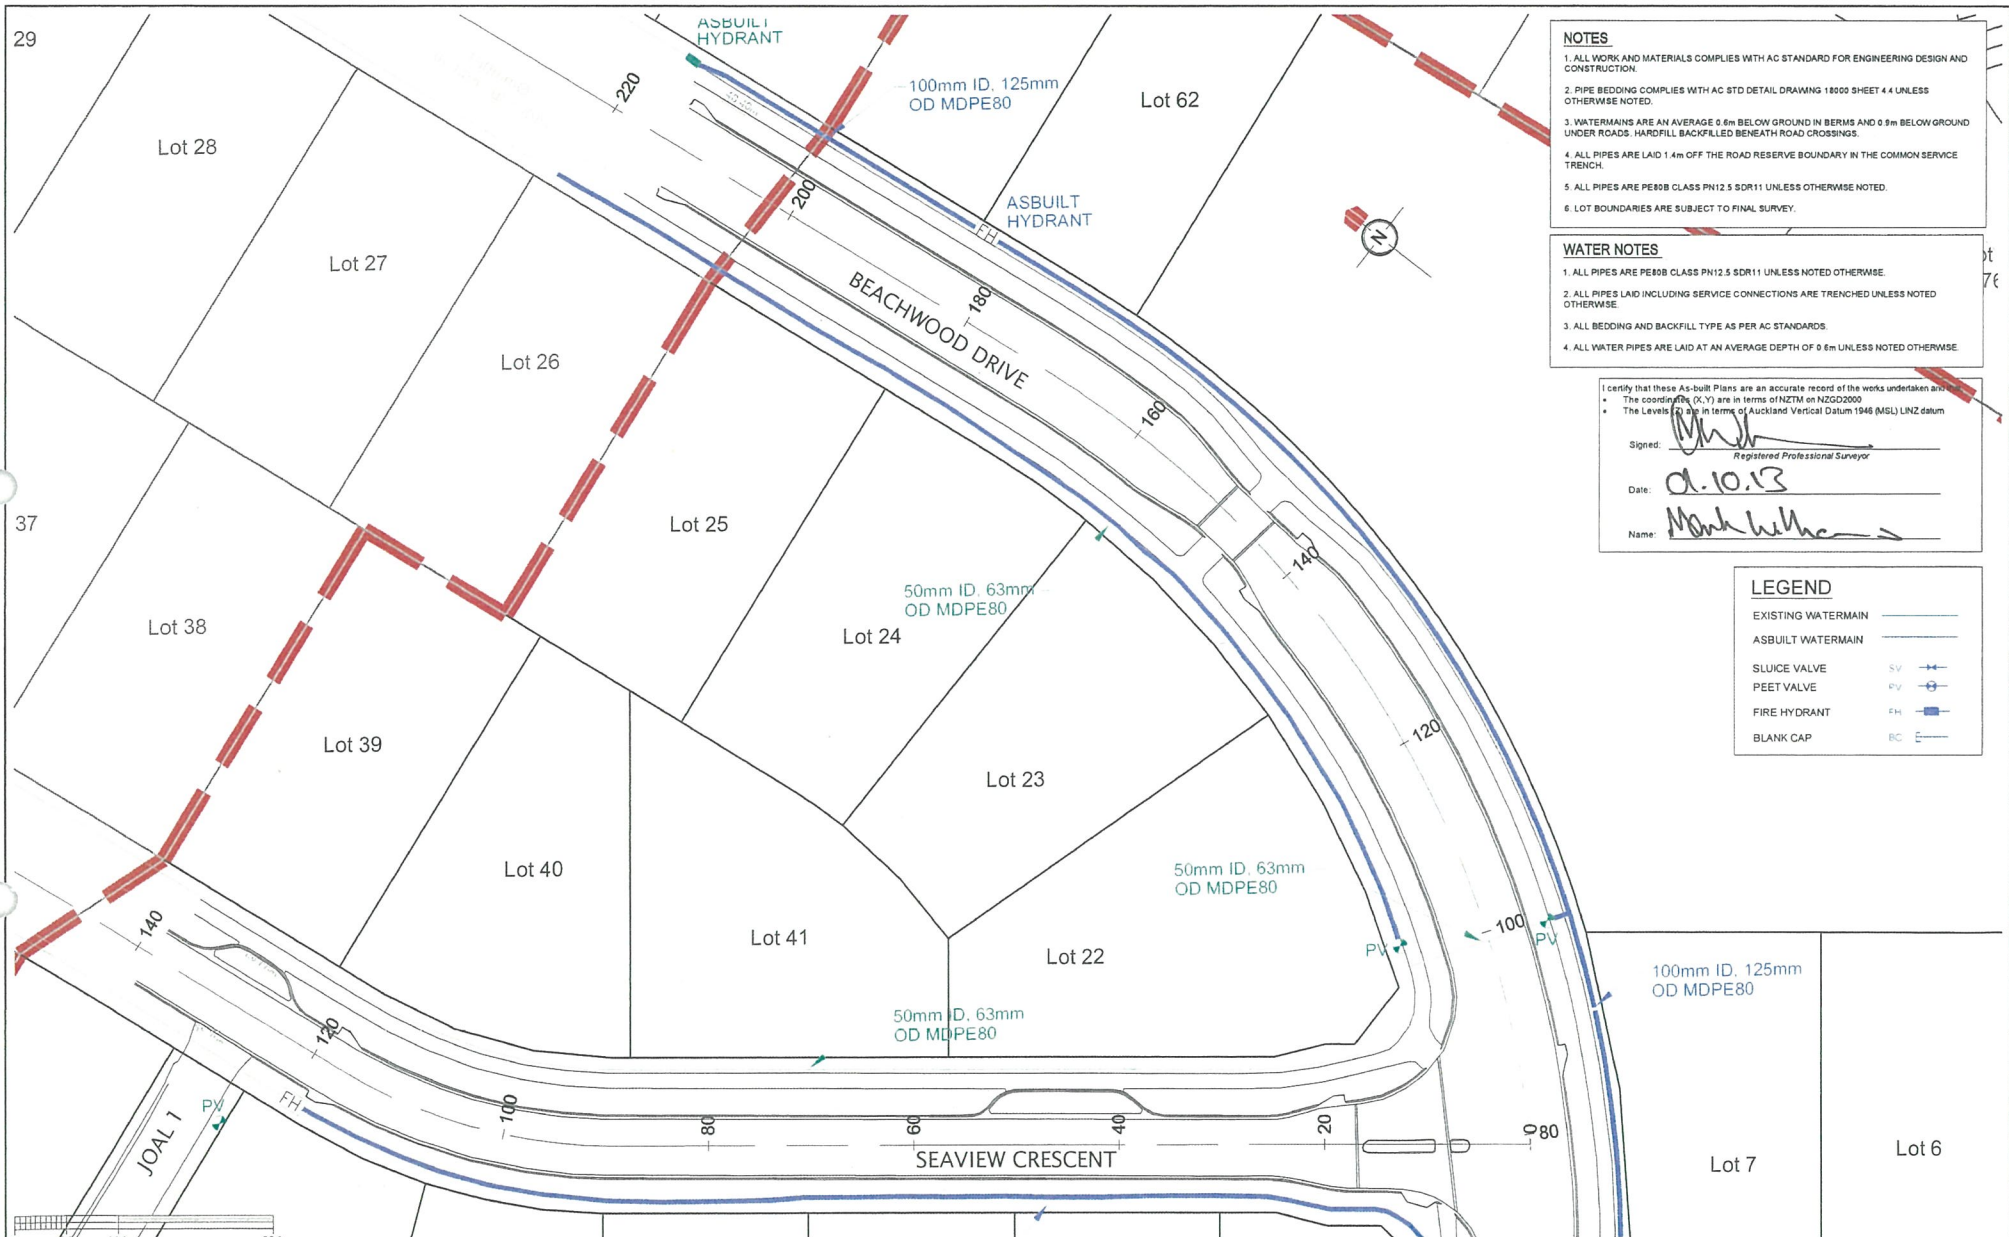 29
ASBUILT
HYDRANT
220
100mm ID, 125mm
OD MDPE80
Lot 62
Lot 28
200
ASBUILT
HYDRANT
FH
N
Lot 27
180
BEACHWOOD DRIVE
Lot 26
160
Lot 25
37
140
50mm ID, 63mm
OD MDPE80
Lot 24
Lot 38
120
Lot 39
Lot 23
Lot 40
50mm ID, 63mm
OD MDPE80
Lot 41
Lot 22
PV
100
PV
100mm ID, 125mm
OD MDPE80
140
50mm ID, 63mm
OD MDPE80
120
FH
PV
JOAL 1
100
80
60
40
20
0
80
SEAVIEW CRESCENT
Lot 7
Lot 6
NOTES
1. ALL WORK AND MATERIALS COMPLIES WITH AC STANDARD FOR ENGINEERING DESIGN AND
CONSTRUCTION.
2. PIPE BEDDING COMPLIES WITH AC STD DETAIL DRAWING 18000 SHEET 4.4 UNLESS
OTHERWISE NOTED.
3. WATERMAINS ARE AN AVERAGE 0.6m BELOW GROUND IN BERMS AND 0.9m BELOW GROUND
UNDER ROADS. HARDFILL BACKFILLED BENEATH ROAD CROSSINGS.
4. ALL PIPES ARE LAID 1.4m OFF THE ROAD RESERVE BOUNDARY IN THE COMMON SERVICE
TRENCH.
5. ALL PIPES ARE PE80B CLASS PN12.5 SDR11 UNLESS OTHERWISE NOTED.
6. LOT BOUNDARIES ARE SUBJECT TO FINAL SURVEY.
WATER NOTES
1. ALL PIPES ARE PE80B CLASS PN12.5 SDR11 UNLESS NOTED OTHERWISE.
2. ALL PIPES LAID INCLUDING SERVICE CONNECTIONS ARE TRENCHED UNLESS NOTED
OTHERWISE.
3. ALL BEDDING AND BACKFILL TYPE AS PER AC STANDARDS.
4. ALL WATER PIPES ARE LAID AT AN AVERAGE DEPTH OF 0.6m UNLESS NOTED OTHERWISE.
I certify that these As-built Plans are an accurate record of the works undertaken and
• The coordinates (X,Y) are in terms of NZTM on NZGD2000
• The Levels (Z) are in terms of Auckland Vertical Datum 1946 (MSL) LINZ datum
Signed:
Registered Professional Surveyor
Date: .10.13
Name: Mark
LEGEND
EXISTING WATERMAIN
ASBUILT WATERMAIN
SLUICE VALVE SV
PEET VALVE PV
FIRE HYDRANT FH
BLANK CAP BC